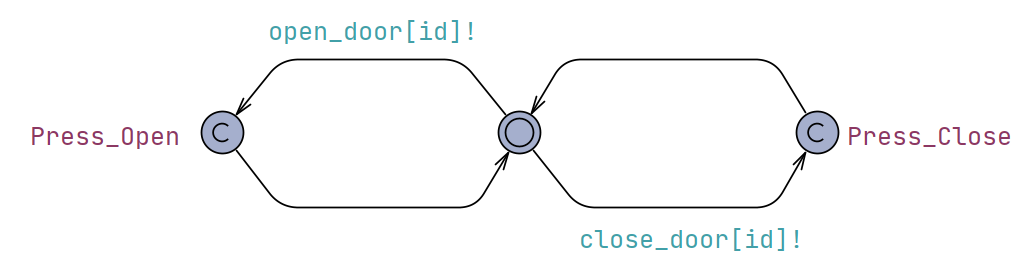 open_door[id]!
Press_Open
C
C
Press_Close
close_door[id]!